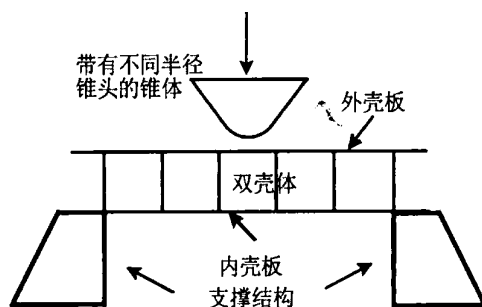 带有不同半径
锥头的锥体
外壳板
双壳体
内壳板
支撑结构